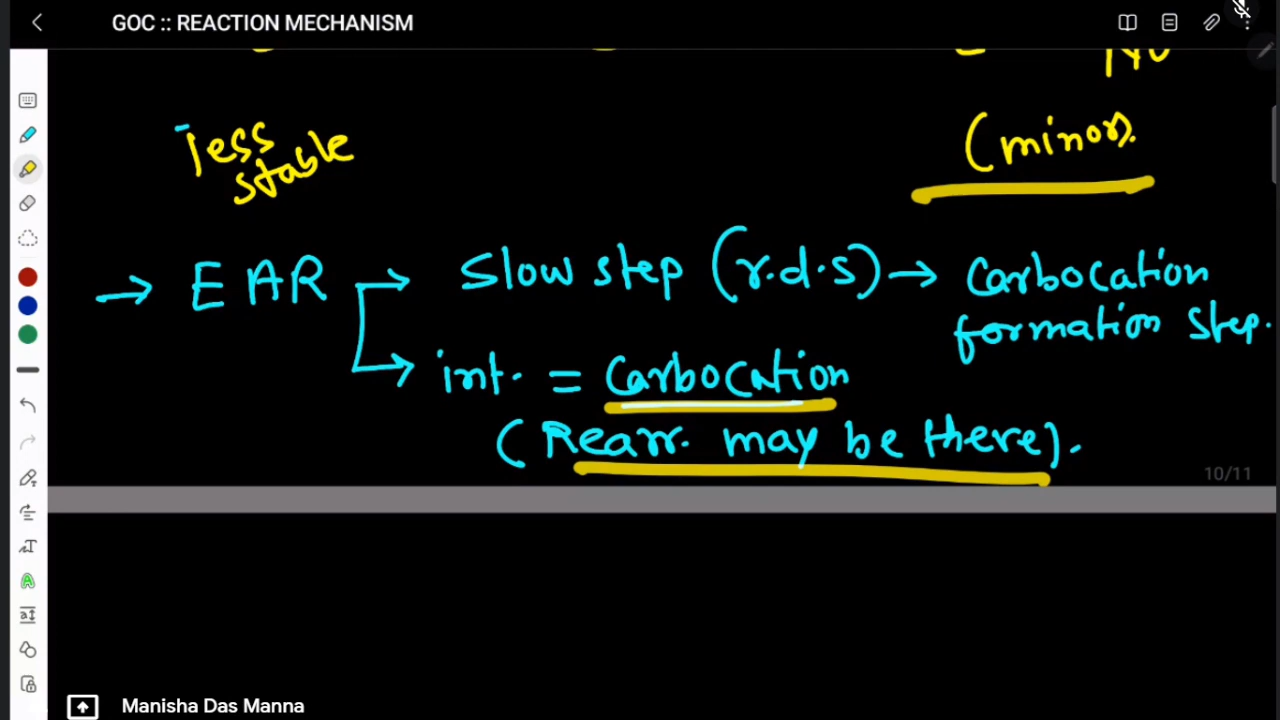 GOC :: REACTION MECHANISM
less
stable
(minor).
→ EAR → Slow step (r.d.s) → Carbocation
formation step.
→ int. = Carbocation
(Rearr. may be there).
10/11
Manisha Das Manna